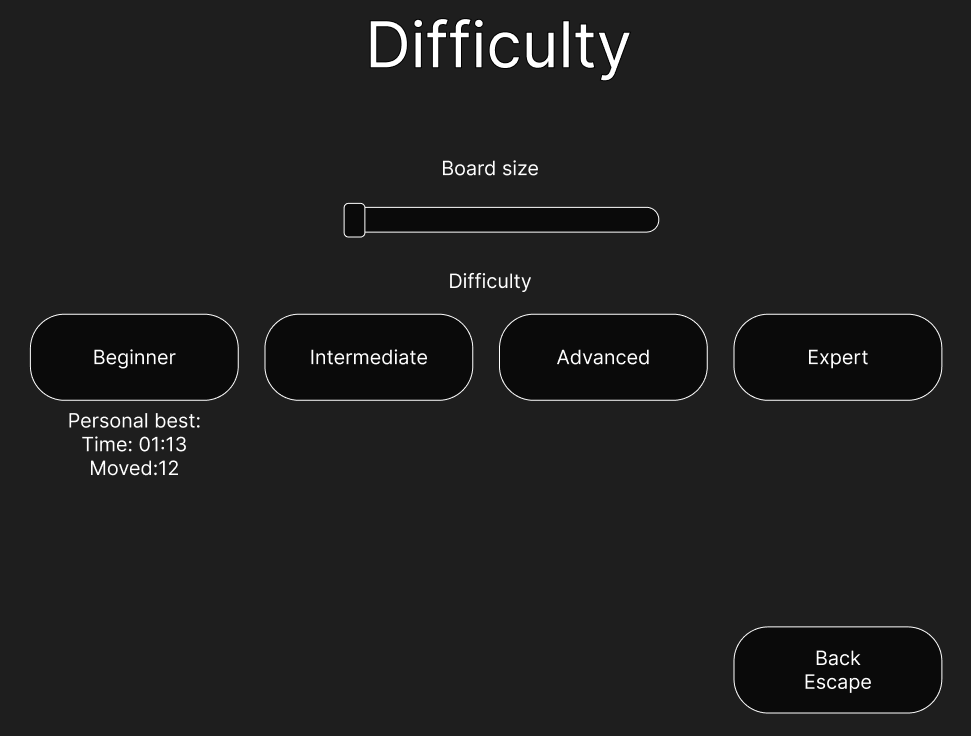 Difficulty
Board size
Difficulty
Beginner
Intermediate
Advanced
Expert
Personal best:
Time: 01:13
Moved:12
Back
Escape